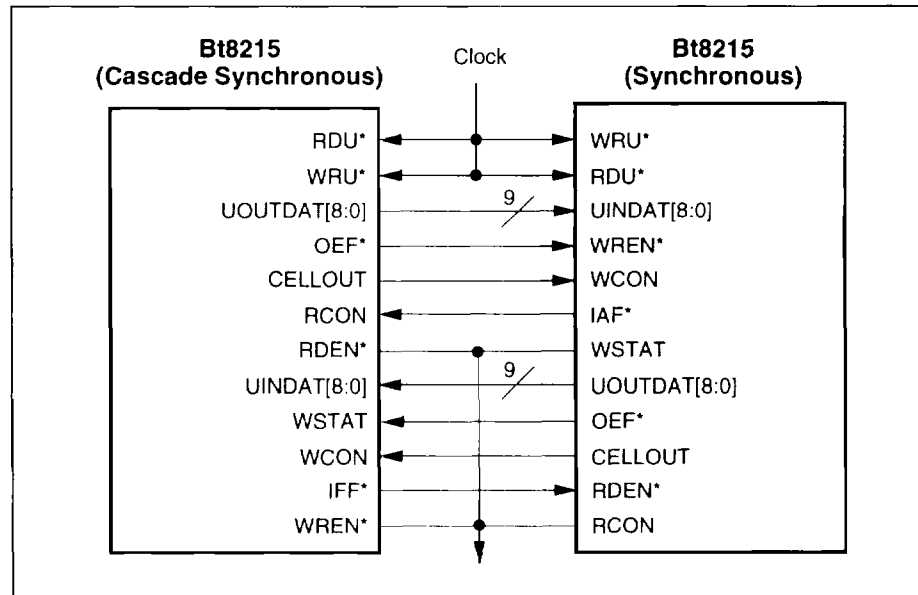 Bt8215
(Cascade Synchronous)
Clock
Bt8215
(Synchronous)
RDU*
WRU*
WRU*
RDU*
UOUTDAT[8:0]
9
UINDAT[8:0]
OEF*
WREN*
CELLOUT
WCON
RCON
IAF*
RDEN*
WSTAT
UINDAT[8:0]
9
UOUTDAT[8:0]
WSTAT
OEF*
WCON
CELLOUT
IFF*
RDEN*
WREN*
RCON